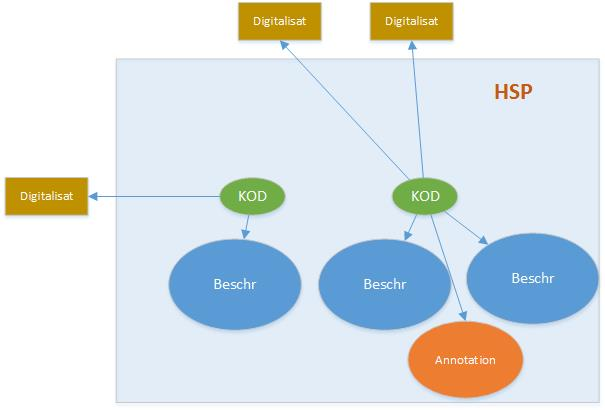 Digitalisat
Digitalisat
HSP
Digitalisat
KOD
KOD
Beschr
Beschr
Beschr
Annotation